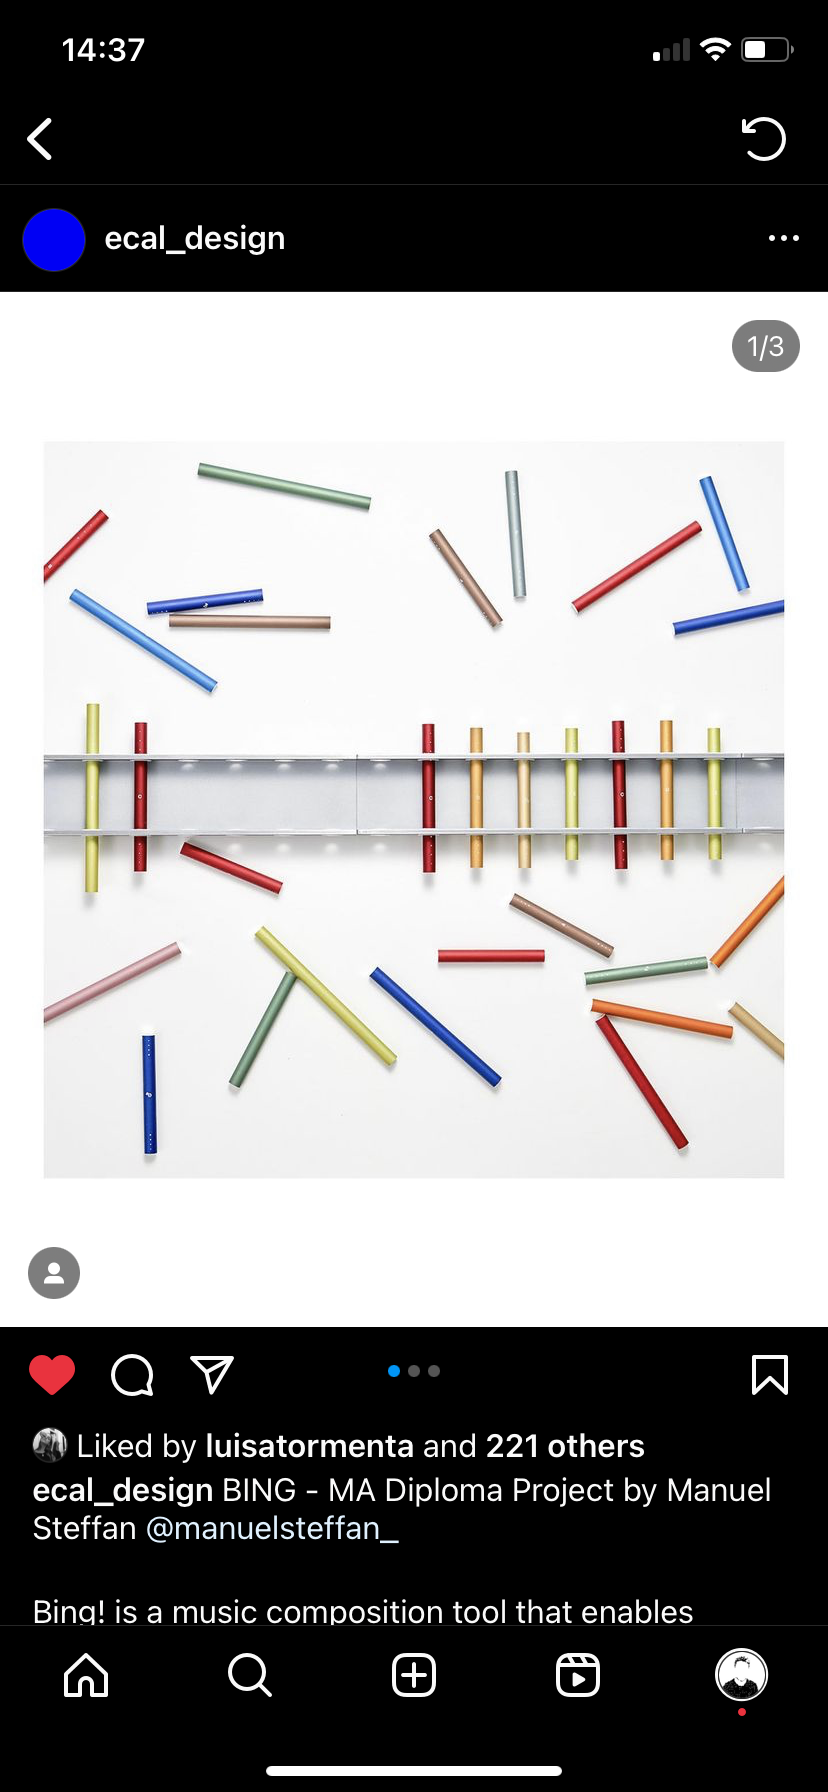 14:37
ecal_design
1/3
Liked by luisatormenta and 221 others
ecal_design BING - MA Diploma Project by Manuel
Steffan @manuelsteffan_
Bing! is a music composition tool that enables